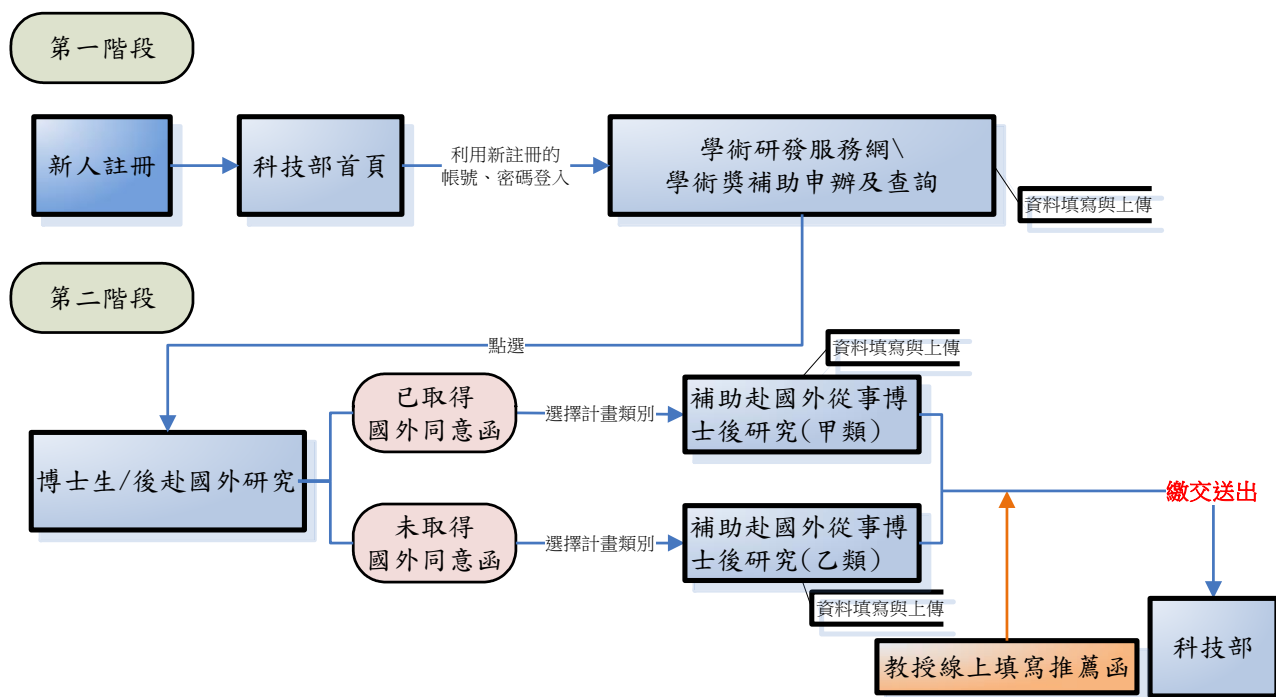 第一階段
新人註冊
科技部首頁
利用新註冊的
帳號、密碼登入
學術研發服務網\
學術獎補助申辦及查詢
資料填寫與上傳
第二階段
點選
資料填寫與上傳
博士生/後赴國外研究
已取得
國外同意函
選擇計畫類別
補助赴國外從事博
士後研究(甲類)
繳交送出
未取得
國外同意函
選擇計畫類別
補助赴國外從事博
士後研究(乙類)
資料填寫與上傳
教授線上填寫推薦函
科技部